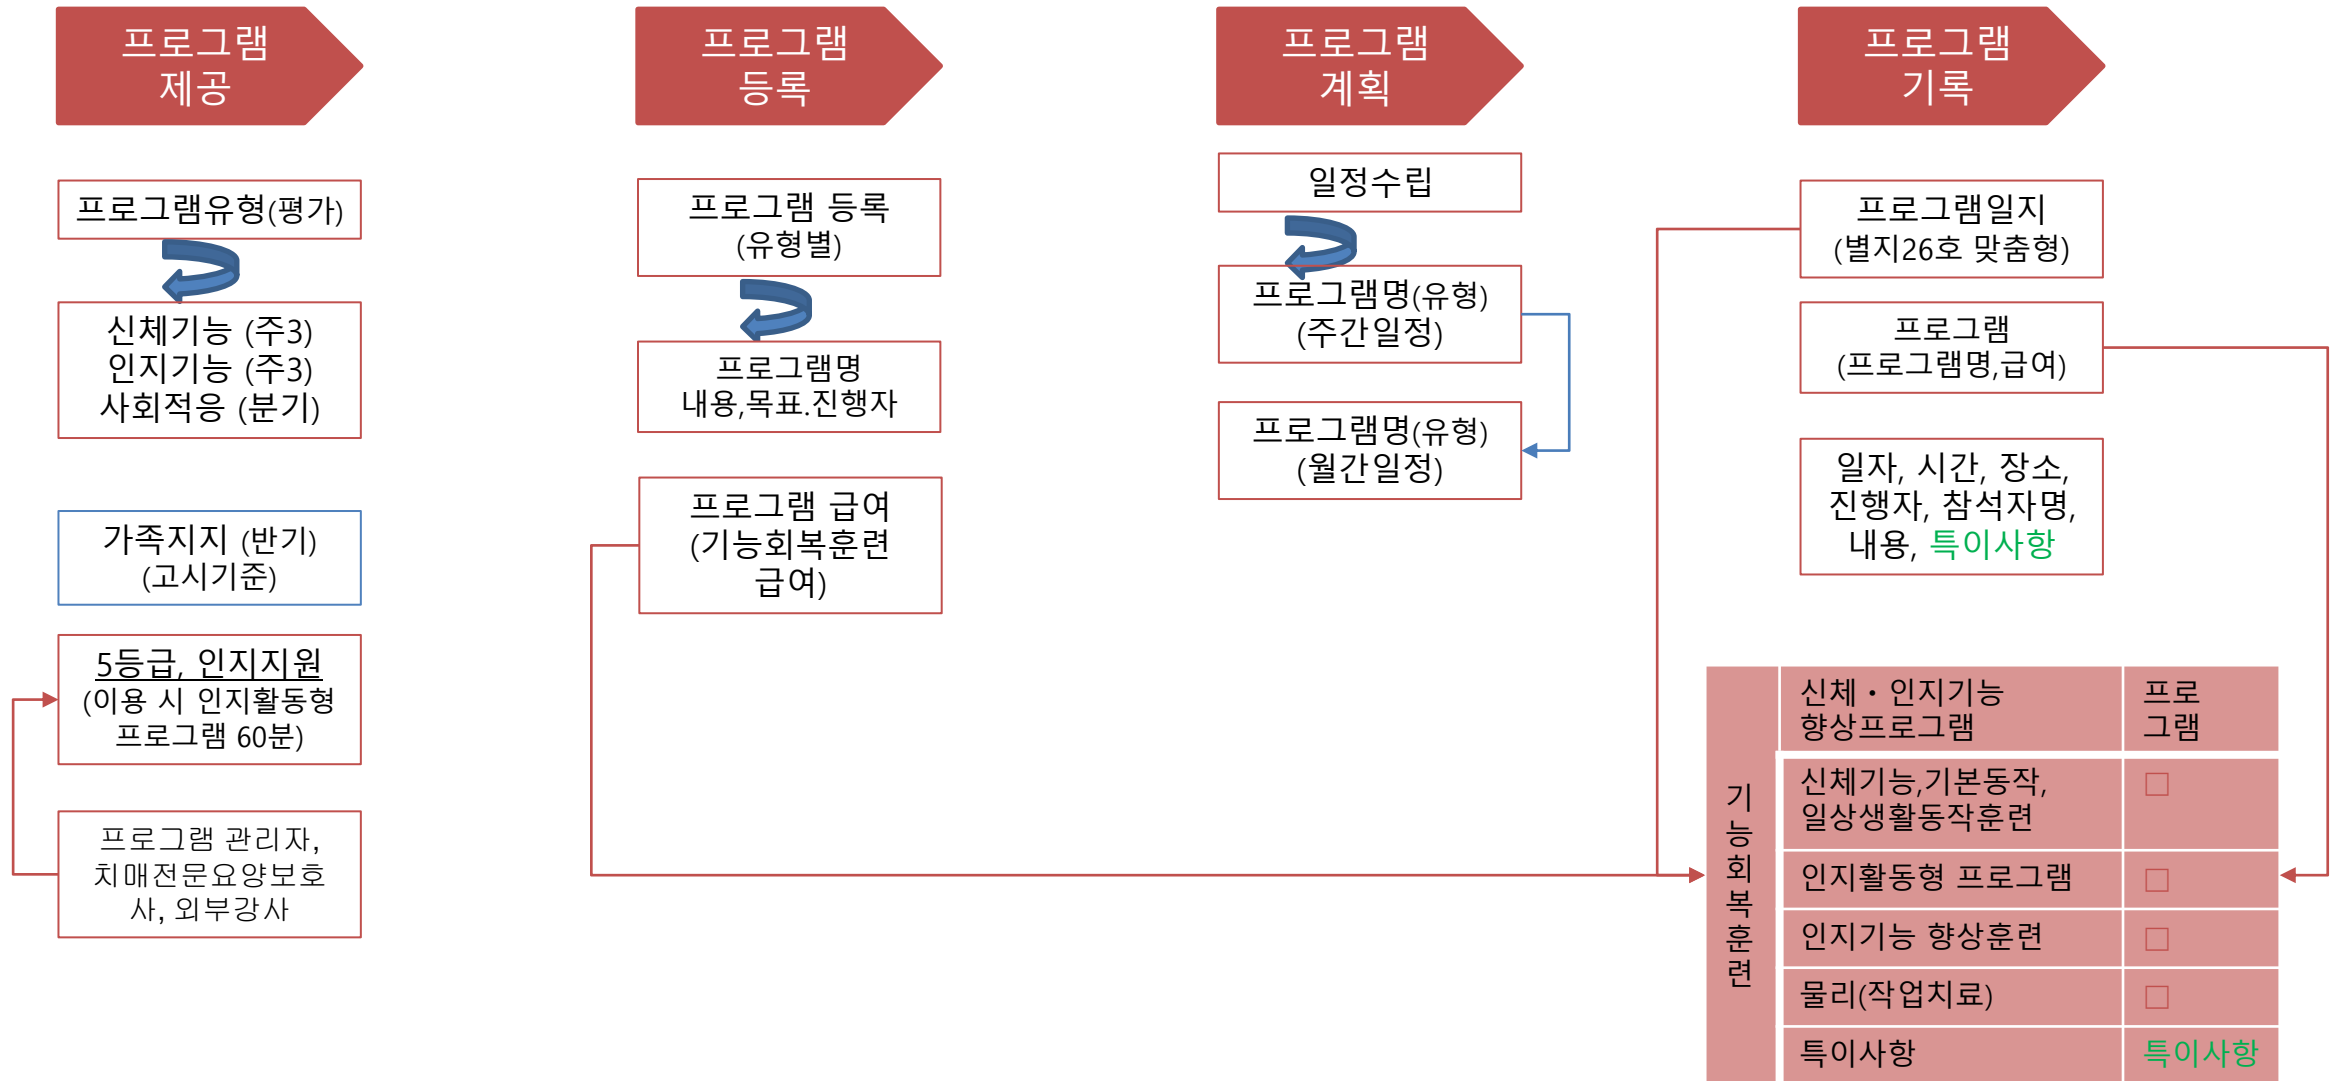 프로그램
제공
프로그램유형(평가)
신체기능 (주3)
인지기능 (주3)
사회적응 (분기)
가족지지 (반기)
(고시기준)
5등급, 인지지원
(이용 시 인지활동형
프로그램 60분)
프로그램 관리자,
치매전문요양보호
사, 외부강사
프로그램
등록
프로그램 등록
(유형별)
프로그램명
내용,목표.진행자
프로그램 급여
(기능회복훈련
급여)
프로그램
계획
일정수립
프로그램명(유형)
(주간일정)
프로그램명(유형)
(월간일정)
프로그램
기록
프로그램일지
(별지26호 맞춤형)
프로그램
(프로그램명,급여)
일자, 시간, 장소,
진행자, 참석자명,
내용, 특이사항
기
능
회
복
훈
련
신체・인지기능
향상프로그램
프로
그램
신체기능,기본동작,
일상생활동작훈련
□
인지활동형 프로그램
□
인지기능 향상훈련
□
물리(작업치료)
□
특이사항
특이사항